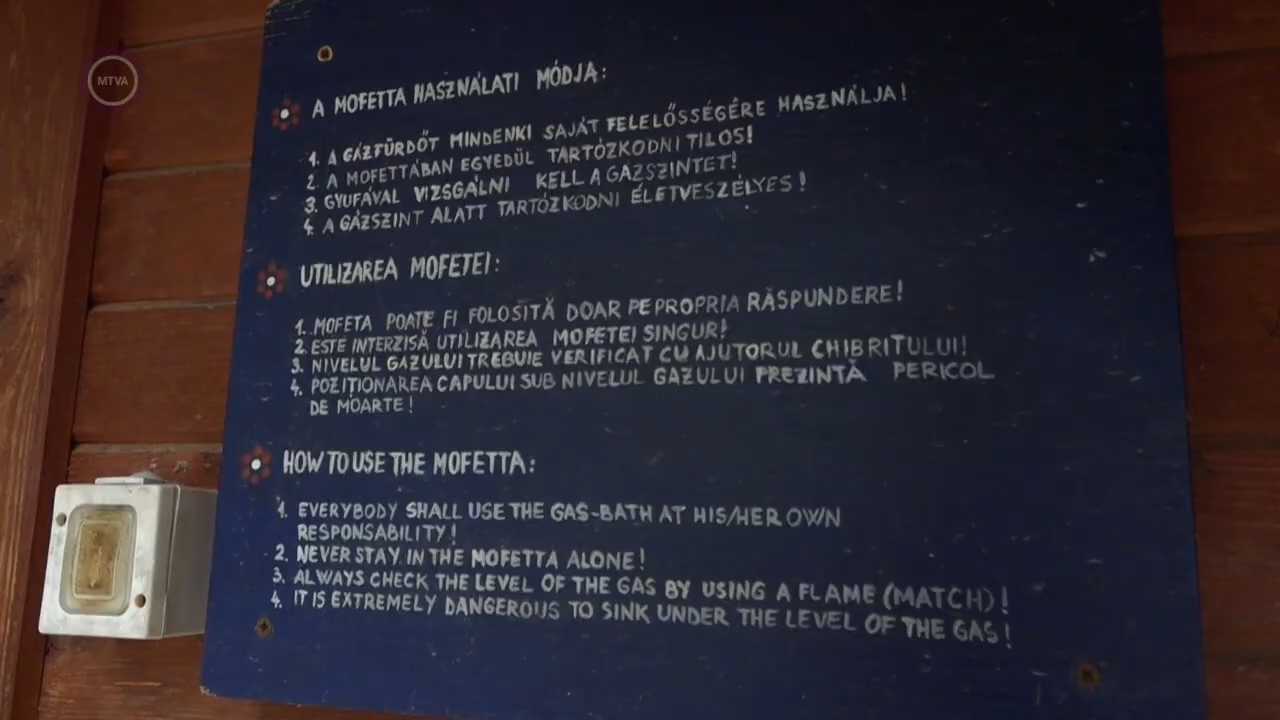 MTVA
A MOFETTA HASZNÁLATI MÓDJA:
1. A GÁZFÜRDŐT MINDENKI SAJÁT FELELŐSSÉGÉRE HASZNÁLJA!
2. A MOFETTÁBAN EGYEDÜL TARTÓZKODNI TILOS!
3. GYUFÁVAL VIZSGÁLNI KELL A GÁZSZINTET!
4. A GÁZSZINT ALATT TARTÓZKODNI ÉLETVESZÉLYES!
UTILIZAREA MOFETEI:
1. MOFETA POATE FI FOLOSITĂ DOAR PE PROPRIA RĂSPUNDERE!
2. ESTE INTERZISĂ UTILIZAREA MOFETEI SINGUR!
3. NIVELUL GAZULUI TREBUIE VERIFICAT CU AJUTORUL CHIBRITULUI!
4. POZIȚIONAREA CAPULUI SUB NIVELUL GAZULUI PREZINTĂ PERICOL
DE MOARTE!
HOW TO USE THE MOFETTA:
1. EVERYBODY SHALL USE THE GAS-BATH AT HIS/HER OWN
RESPONSABILITY!
2. NEVER STAY IN THE MOFETTA ALONE!
3. ALWAYS CHECK THE LEVEL OF THE GAS BY USING A FLAME (MATCH)!
4. IT IS EXTREMELY DANGEROUS TO SINK UNDER THE LEVEL OF THE GAS!